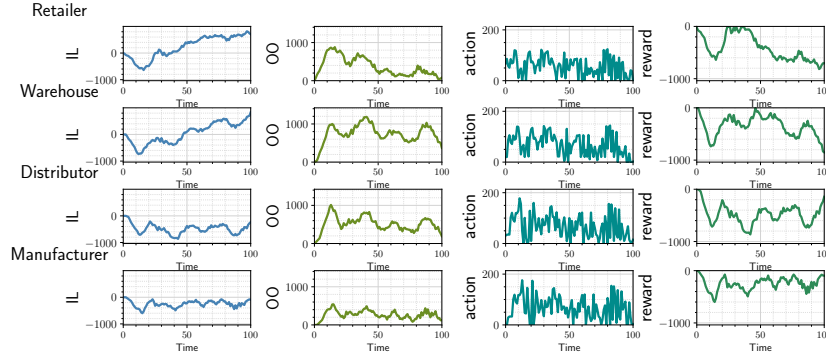 Retailer
IL
0
−1000
0 50 100
Time
OO
1000
0
0 50 100
Time
action
200
0
0 50 100
Time
reward
0
−1000
0 50 100
Time
Warehouse
IL
0
−1000
0 50 100
Time
OO
1000
0
0 50 100
Time
action
200
0
0 50 100
Time
reward
0
−1000
0 50 100
Time
Distributor
IL
0
−1000
0 50 100
Time
OO
1000
0
0 50 100
Time
action
200
0
0 50 100
Time
reward
0
−1000
0 50 100
Time
Manufacturer
IL
0
−1000
0 50 100
Time
OO
1000
0
0 50 100
Time
action
200
0
0 50 100
Time
reward
0
−1000
0 50 100
Time